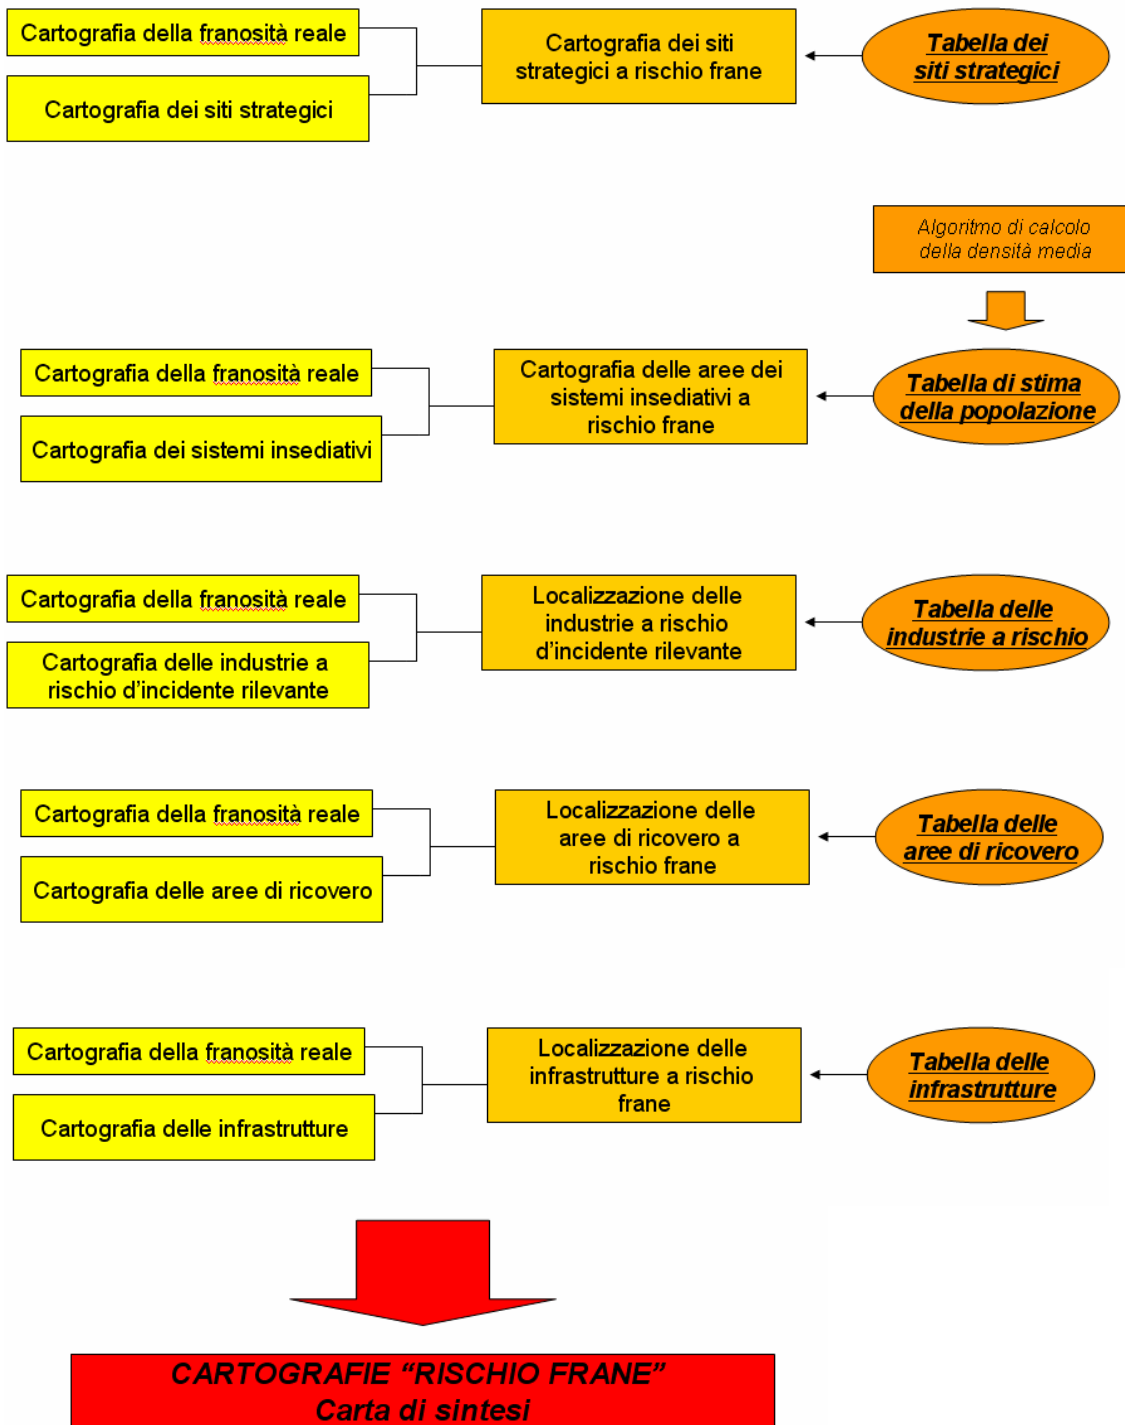 Cartografia della franosità reale
Cartografia dei siti strategici
Cartografia dei siti
strategici a rischio frane
Tabella dei
siti strategici
Algoritmo di calcolo
della densità media
Cartografia della franosità reale
Cartografia dei sistemi insediativi
Cartografia delle aree dei
sistemi insediativi a
rischio frane
Tabella di stima
della popolazione
Cartografia della franosità reale
Cartografia delle industrie a
rischio d'incidente rilevante
Localizzazione delle
industrie a rischio
d'incidente rilevante
Tabella delle
industrie a rischio
Cartografia della franosità reale
Cartografia delle aree di ricovero
Localizzazione delle
aree di ricovero a
rischio frane
Tabella delle
aree di ricovero
Cartografia della franosità reale
Cartografia delle infrastrutture
Localizzazione delle
infrastrutture a rischio
frane
Tabella delle
infrastrutture
CARTOGRAFIE “RISCHIO FRANE”
Carta di sintesi